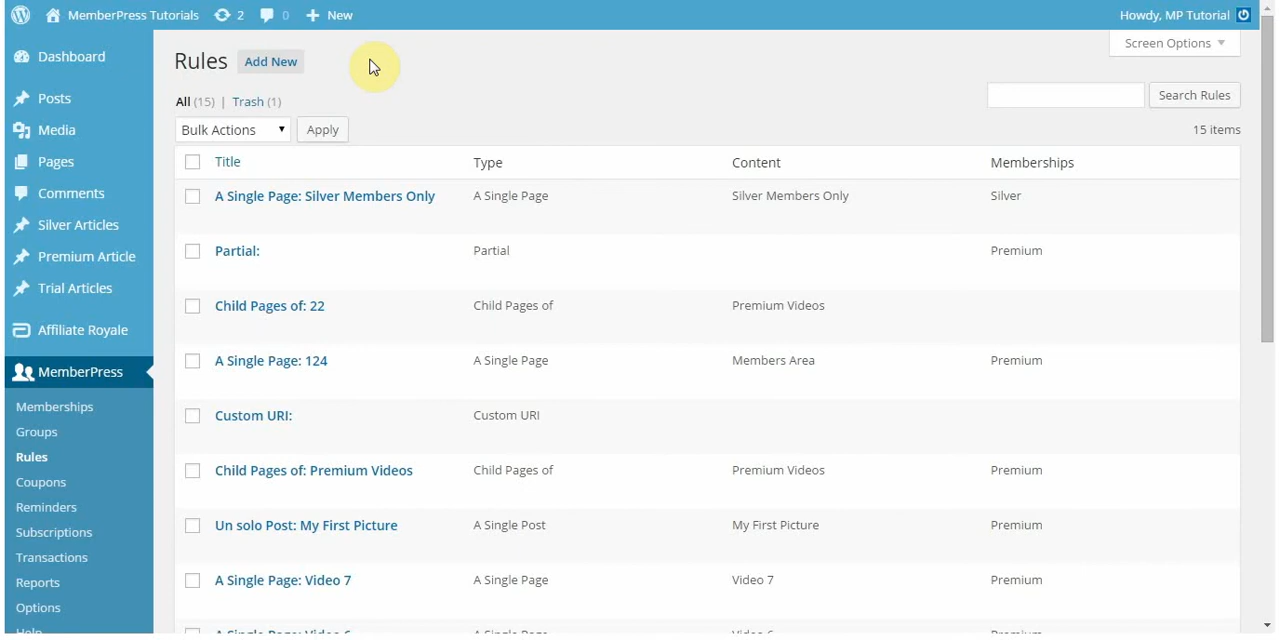 MemberPress Tutorials 2 0 New Howdy, MP Tutorial
Screen Options
Dashboard
Posts
Media
Pages
Comments
Silver Articles
Premium Article
Trial Articles
Affiliate Royale
MemberPress
Memberships
Groups
Rules
Coupons
Reminders
Subscriptions
Transactions
Reports
Options
Help
Rules Add New
All (15) | Trash (1)
Search Rules
Bulk Actions Apply 15 items
Title Type Content Memberships
A Single Page: Silver Members Only A Single Page Silver Members Only Silver
Partial: Partial Premium
Child Pages of: 22 Child Pages of Premium Videos
A Single Page: 124 A Single Page Members Area Premium
Custom URI: Custom URI
Child Pages of: Premium Videos Child Pages of Premium Videos Premium
Un solo Post: My First Picture A Single Post My First Picture Premium
A Single Page: Video 7 A Single Page Video 7 Premium
A Single Page: Video 6 A Single Page Video 6 Premium